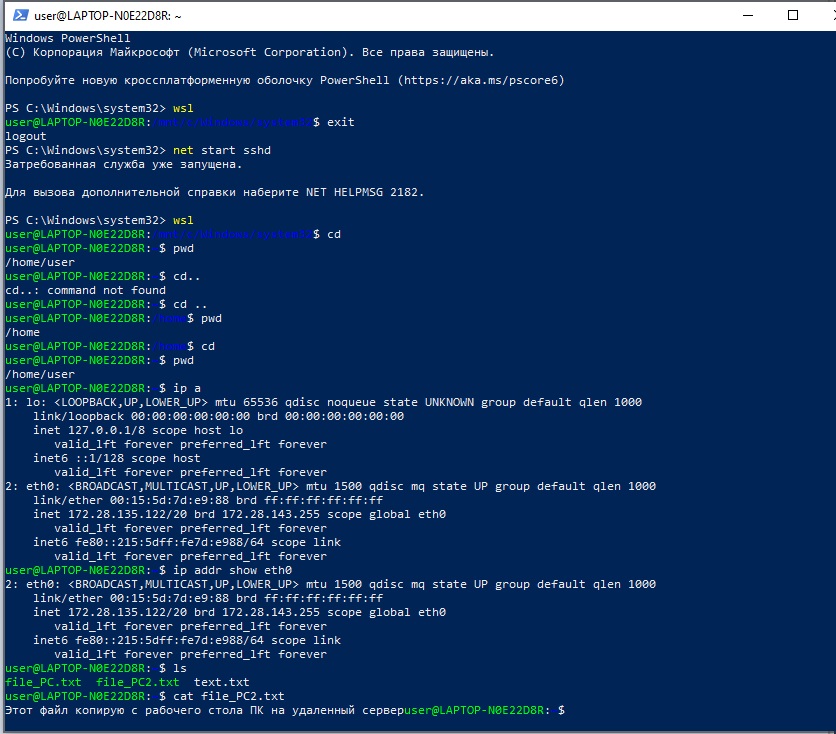 user@LAPTOP-N0E22D8R: ~
Windows PowerShell
(C) Корпорация Майкрософт (Microsoft Corporation). Все права защищены.
Попробуйте новую кроссплатформенную оболочку PowerShell (https://aka.ms/pscore6)
PS C:\Windows\system32> wsl
user@LAPTOP-N0E22D8R:/mnt/c/Windows/system32$ exit
logout
PS C:\Windows\system32> net start sshd
Затребованная служба уже запущена.
Для вызова дополнительной справки наберите NET HELPMSG 2182.
PS C:\Windows\system32> wsl
user@LAPTOP-N0E22D8R:/mnt/c/Windows/system32$ cd
user@LAPTOP-N0E22D8R: $ pwd
/home/user
user@LAPTOP-N0E22D8R: $ cd..
cd..: command not found
user@LAPTOP-N0E22D8R: $ cd ..
user@LAPTOP-N0E22D8R:/home$ pwd
/home
user@LAPTOP-N0E22D8R:/home$ cd
user@LAPTOP-N0E22D8R: $ pwd
/home/user
user@LAPTOP-N0E22D8R: $ ip a
1: lo: <LOOPBACK,UP,LOWER_UP> mtu 65536 qdisc noqueue state UNKNOWN group default qlen 1000
link/loopback 00:00:00:00:00:00 brd 00:00:00:00:00:00
inet 127.0.0.1/8 scope host lo
valid_lft forever preferred_lft forever
inet6 ::1/128 scope host
valid_lft forever preferred_lft forever
2: eth0: <BROADCAST,MULTICAST,UP,LOWER_UP> mtu 1500 qdisc mq state UP group default qlen 1000
link/ether 00:15:5d:7d:e9:88 brd ff:ff:ff:ff:ff:ff
inet 172.28.135.122/20 brd 172.28.143.255 scope global eth0
valid_lft forever preferred_lft forever
inet6 fe80::215:5dff:fe7d:e988/64 scope link
valid_lft forever preferred_lft forever
user@LAPTOP-N0E22D8R: $ ip addr show eth0
2: eth0: <BROADCAST,MULTICAST,UP,LOWER_UP> mtu 1500 qdisc mq state UP group default qlen 1000
link/ether 00:15:5d:7d:e9:88 brd ff:ff:ff:ff:ff:ff
inet 172.28.135.122/20 brd 172.28.143.255 scope global eth0
valid_lft forever preferred_lft forever
inet6 fe80::215:5dff:fe7d:e988/64 scope link
valid_lft forever preferred_lft forever
user@LAPTOP-N0E22D8R: $ ls
file_PC.txt file_PC2.txt text.txt
user@LAPTOP-N0E22D8R: $ cat file_PC2.txt
Этот файл копирую с рабочего стола ПК на удаленный серверuser@LAPTOP-N0E22D8R: $